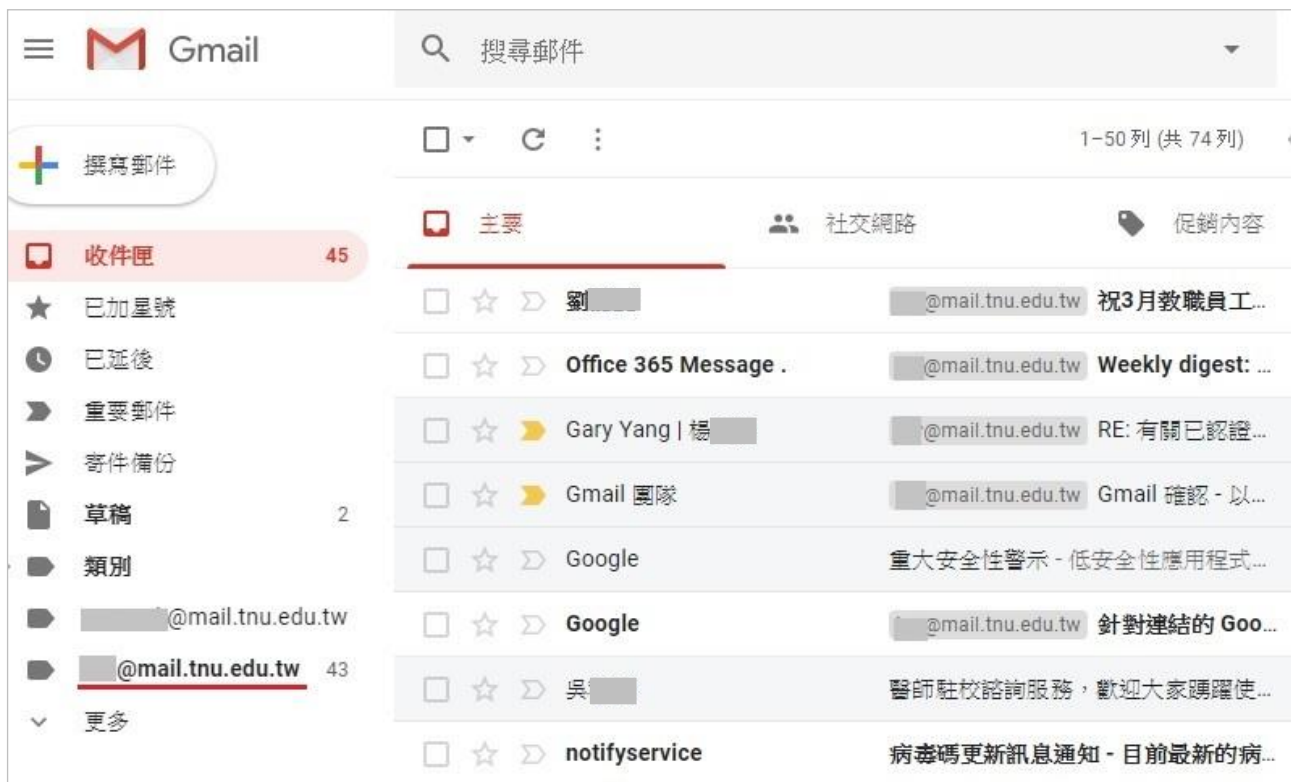 Gmail
搜尋郵件
撰寫郵件
1–50 列 (共 74 列)
主要
社交網路
促銷內容
收件匣 45
已加星號
已延後
重要郵件
寄件備份
草稿 2
類別
@mail.tnu.edu.tw
@mail.tnu.edu.tw 43
更多
劉 @mail.tnu.edu.tw 祝3月教職員工...
Office 365 Message . @mail.tnu.edu.tw Weekly digest: ...
Gary Yang | 楊 @mail.tnu.edu.tw RE: 有關已認證...
Gmail 團隊 @mail.tnu.edu.tw Gmail 確認 - 以...
Google 重大安全性警示 - 低安全性應用程式...
Google @mail.tnu.edu.tw 針對連結的 Goo...
吳 醫師駐校諮詢服務，歡迎大家踴躍使...
notifyservice 病毒碼更新訊息通知 - 目前最新的病...